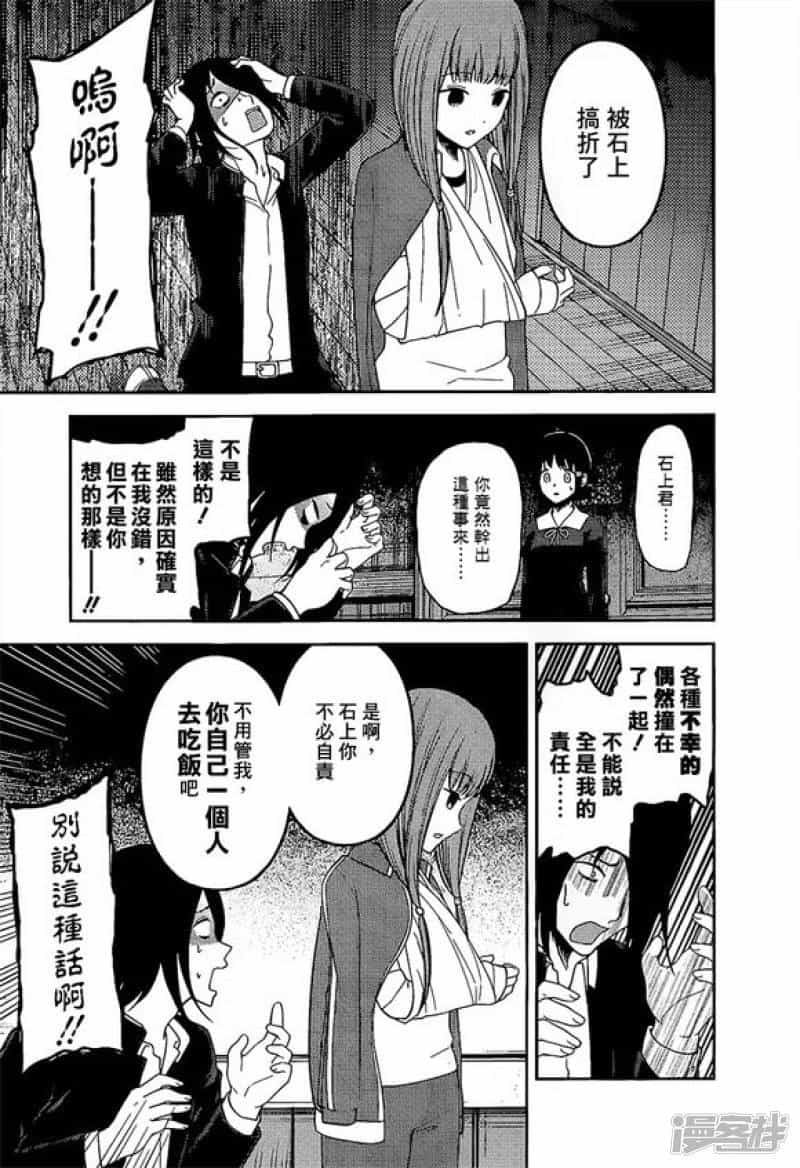 被石上
搞折了
嗚啊——!!
石上君……
你竟然幹出
這種事來……
不是
這樣的!
雖然原因確實
在我沒錯,
但不是你
想的那樣——!!
各種不幸的
偶然撞在
了一起!
不能說
全是我的
責任……
是啊,
石上你
不必自責
不用管我,
你自己一個人
去吃飯吧
別說這種話啊!!
漫客栈